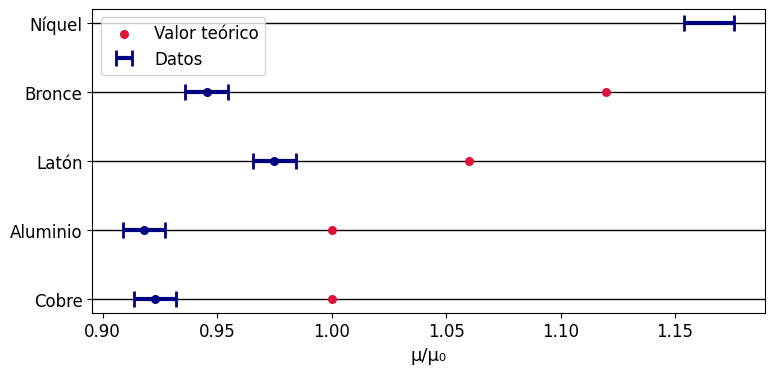 Níquel
Valor teórico
Datos
Bronce
Latón
Aluminio
Cobre
0.90 0.95 1.00 1.05 1.10 1.15
μ/μ₀